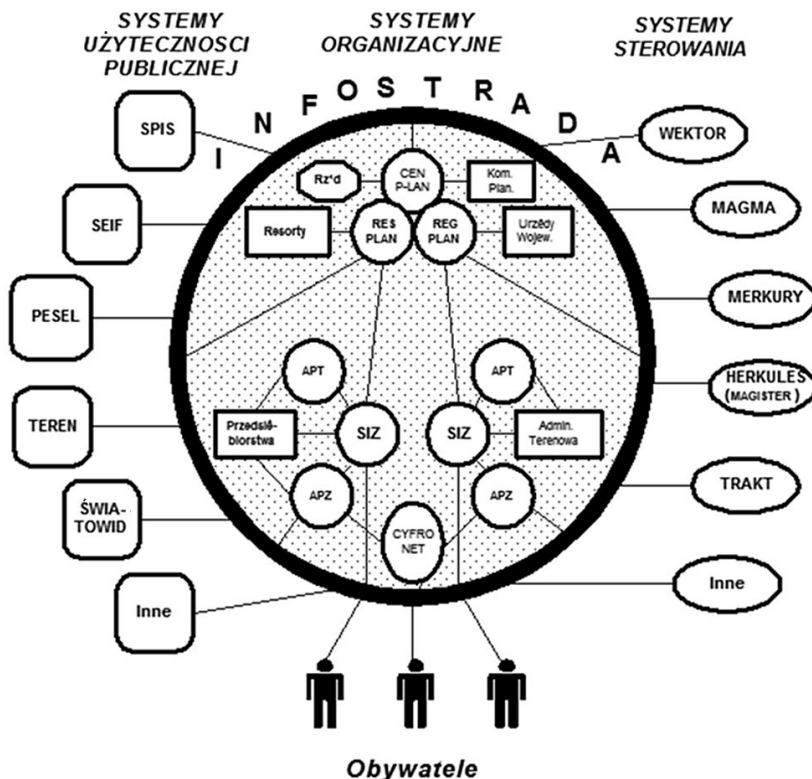 SYSTEMY
UŻYTECZNOSCI
PUBLICZNEJ
SYSTEMY
ORGANIZACYJNE
SYSTEMY
STEROWANIA
INFOSTRADA
SPIS
SEIF
PESEL
TEREN
ŚWIA-
TOWID
Inne
Rz*d
CEN
P-LAN
Kom.
Plan.
Resorty
RES
PLAN
REG
PLAN
Urzędy
Wojew.
APT
APT
Przedsię-
biorstwa
SIZ
SIZ
Admin.
Terenowa
APZ
APZ
CYFRO
NET
WEKTOR
MAGMA
MERKURY
HERKULES
(MAGISTER )
TRAKT
Inne
Obywatele